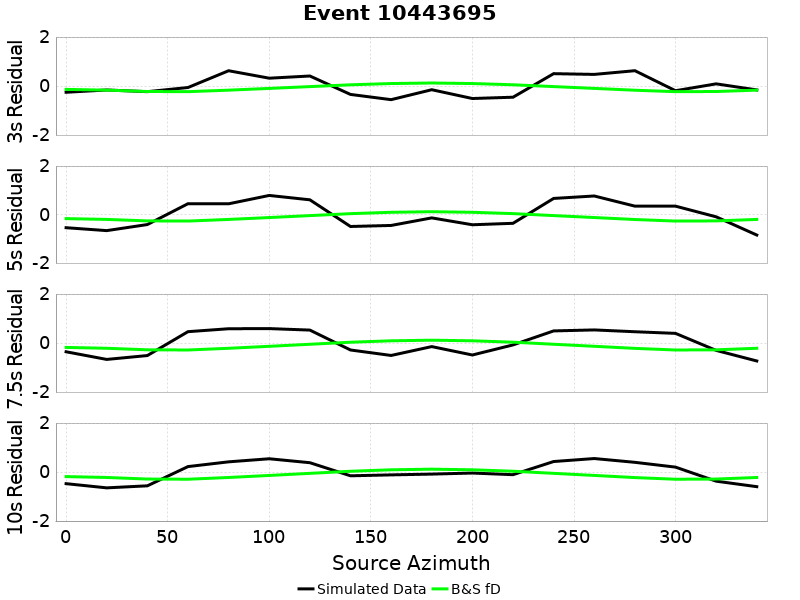 Event 10443695
3s Residual
2
0
-2
5s Residual
2
0
-2
7.5s Residual
2
0
-2
10s Residual
2
0
-2
0 50 100 150 200 250 300
Source Azimuth
Simulated Data B&S fD